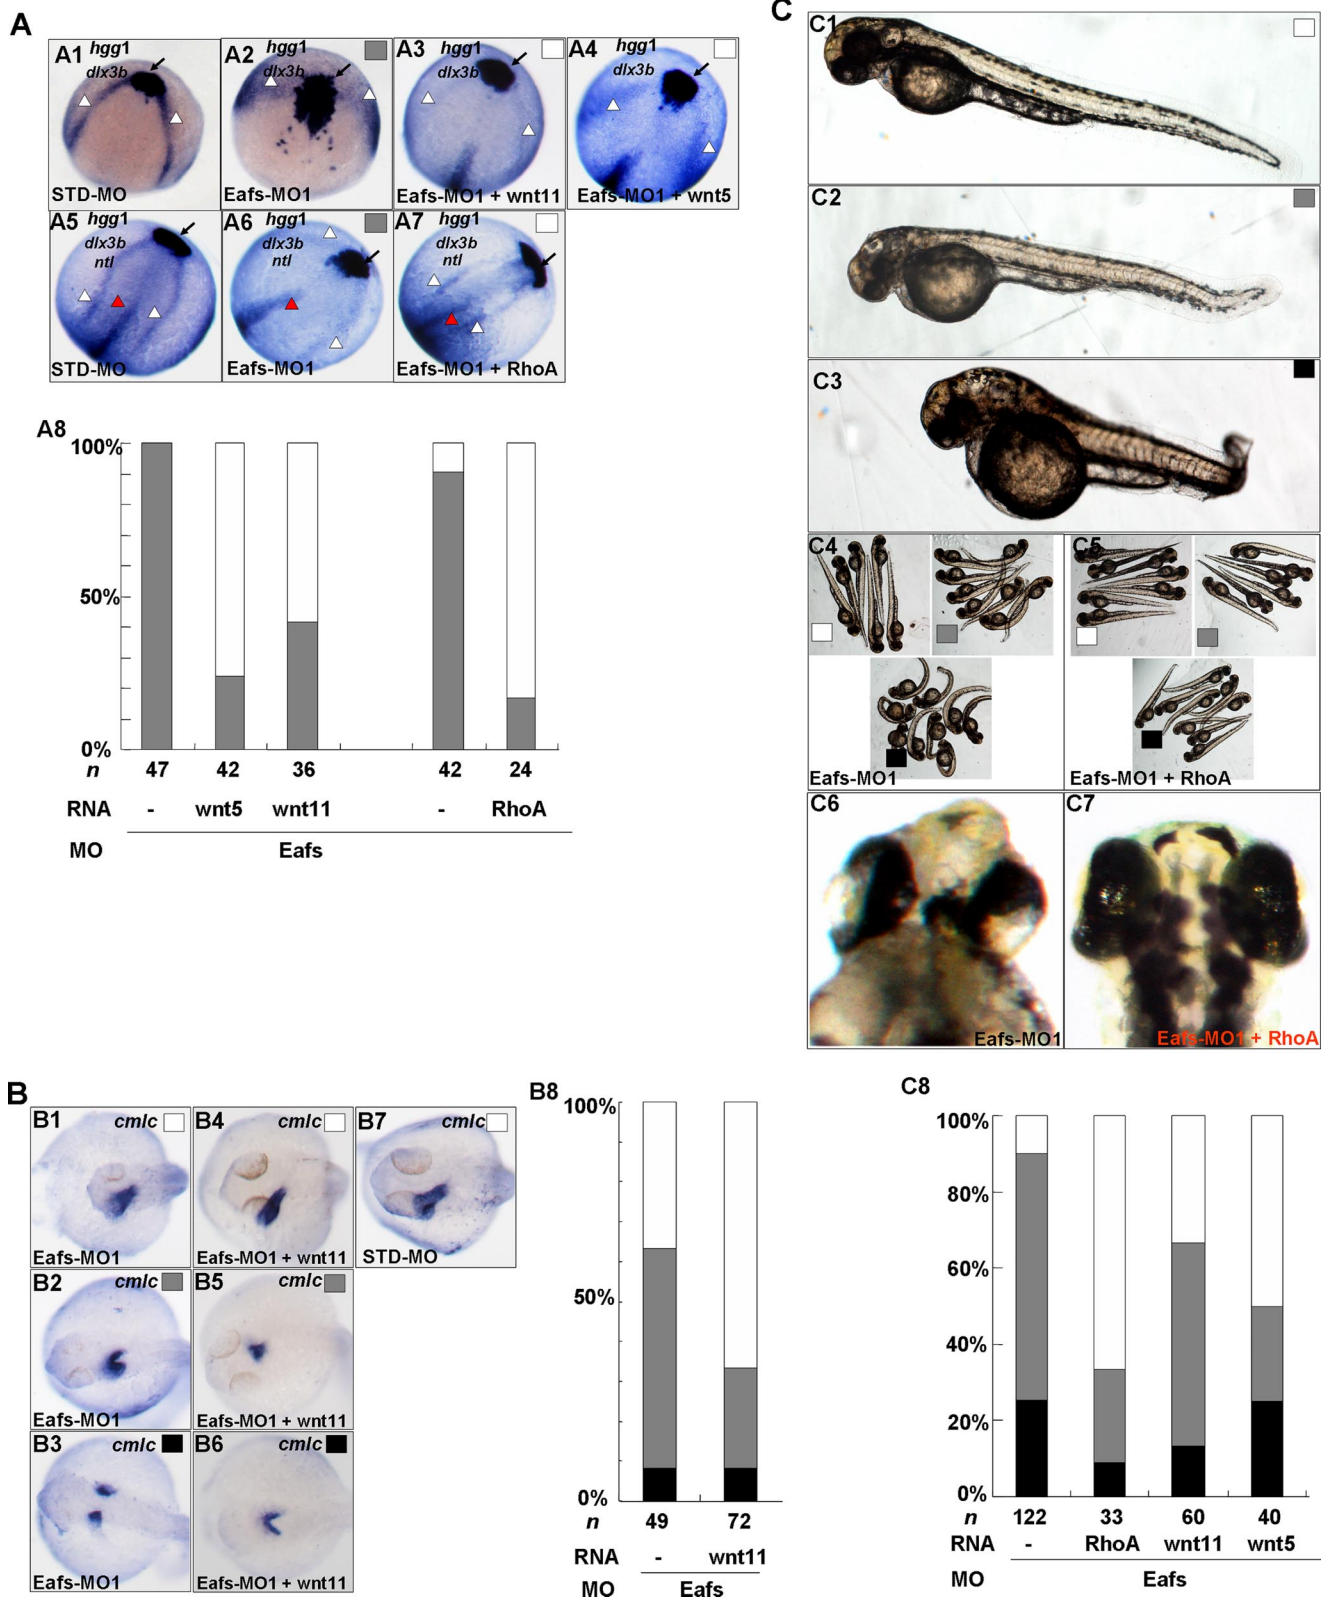 A
A1 hgg1
dlx3b
STD-MO
A2 hgg1
dlx3b
Eafs-MO1
A3 hgg1
dlx3b
Eafs-MO1 + wnt11
A4 hgg1
dlx3b
Eafs-MO1 + wnt5
A5 hgg1
dlx3b
ntl
STD-MO
A6 hgg1
dlx3b
ntl
Eafs-MO1
A7 hgg1
dlx3b
ntl
Eafs-MO1 + RhoA
A8
100%
50%
0%
n 47 42 36 42 24
RNA - wnt5 wnt11 - RhoA
MO Eafs
B
B1 cmlc
Eafs-MO1
B4 cmlc
Eafs-MO1 + wnt11
B7 cmlc
STD-MO
B2 cmlc
Eafs-MO1
B5 cmlc
Eafs-MO1 + wnt11
B3 cmlc
Eafs-MO1
B6 cmlc
Eafs-MO1 + wnt11
B8
100%
50%
0%
n 49 72
RNA - wnt11
MO Eafs
C
C1
C2
C3
C4
Eafs-MO1
C5
Eafs-MO1 + RhoA
C6
Eafs-MO1
C7
Eafs-MO1 + RhoA
C8
100%
80%
60%
40%
20%
0%
n 122 33 60 40
RNA - RhoA wnt11 wnt5
MO Eafs